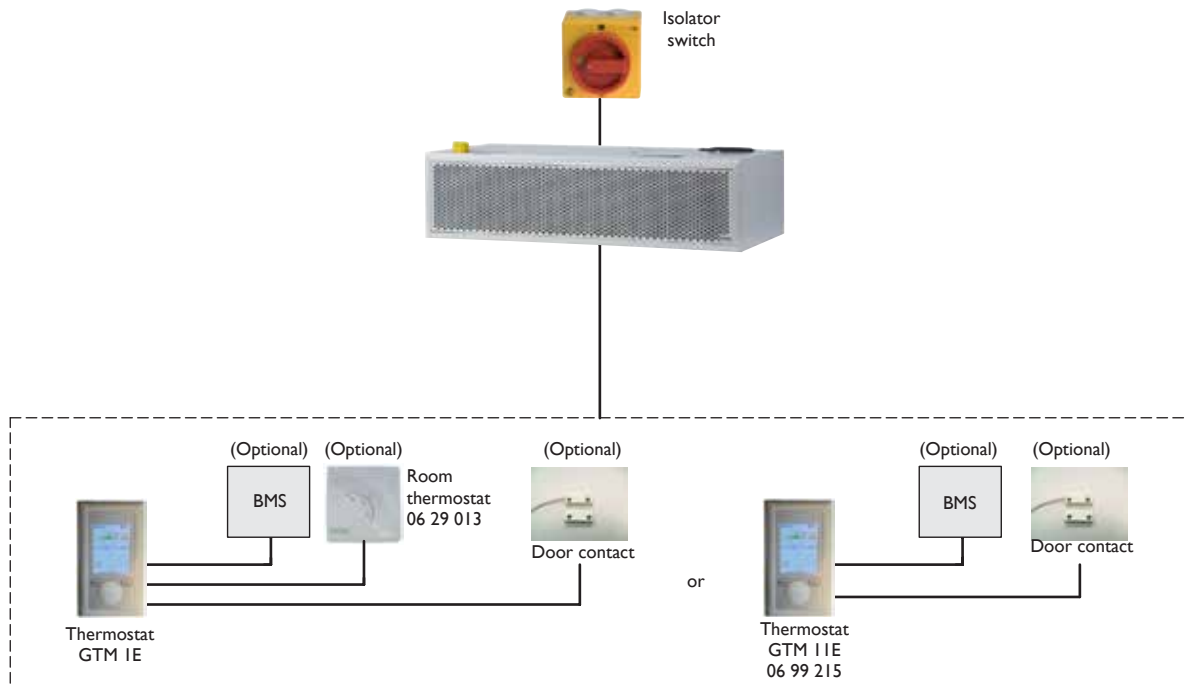 Isolator
switch
(Optional)
(Optional)
(Optional)
(Optional)
(Optional)
BMS
Room
thermostat
06 29 013
BMS
Door contact
Door contact
or
Thermostat
GTM 1E
Thermostat
GTM 11E
06 99 215